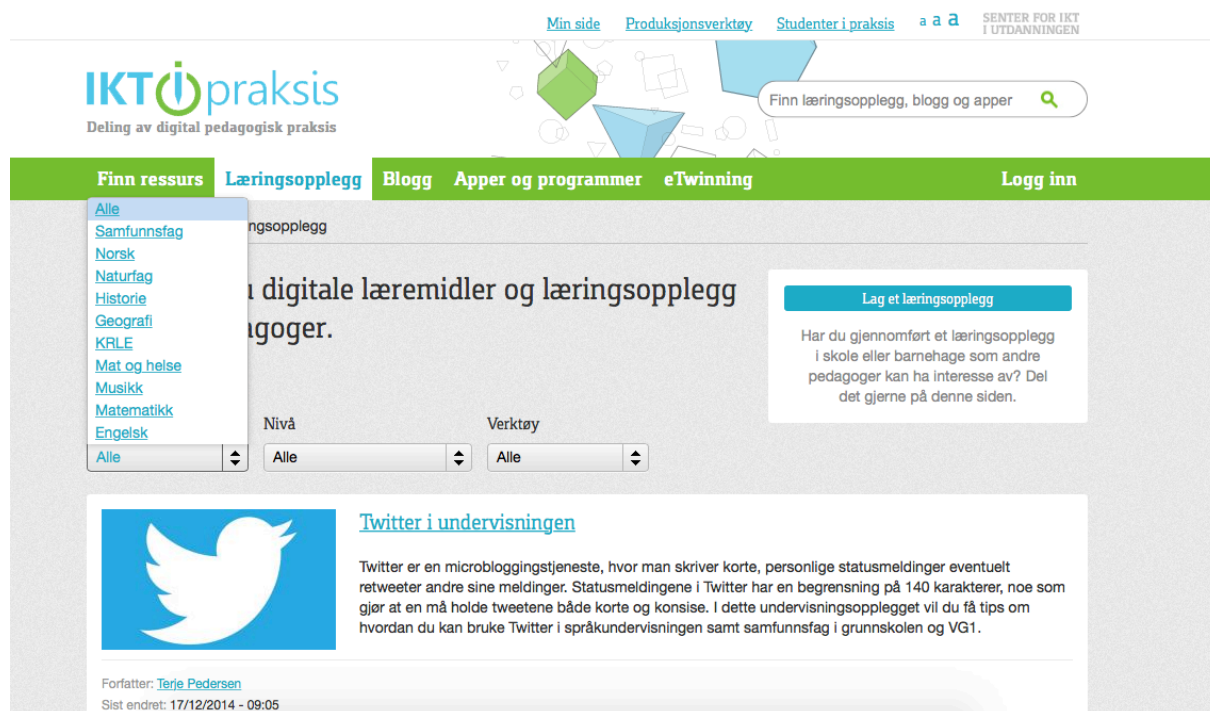 Min side Produksjonsverktøy Studenter i praksis a a a SENTER FOR IKT
I UTDANNINGEN
IKT i praksis
Deling av digital pedagogisk praksis
Finn læringsopplegg, blogg og apper
Finn ressurs Læringsopplegg Blogg Apper og programmer eTwinning Logg inn
Alle
Samfunnsfag
Norsk
Naturfag
Historie
Geografi
KRLE
Mat og helse
Musikk
Matematikk
Engelsk
Alle
ngsopplegg
digitale læremidler og læringsopplegg
agoger.
Lag et læringsopplegg
Har du gjennomført et læringsopplegg
i skole eller barnehage som andre
pedagoger kan ha interesse av? Del
det gjerne på denne siden.
Nivå
Alle
Verktøy
Alle
Twitter i undervisningen
Twitter er en microbloggingstjeneste, hvor man skriver korte, personlige statusmeldinger eventuelt
retweeter andre sine meldinger. Statusmeldingene i Twitter har en begrensning på 140 karakterer, noe som
gjør at en må holde tweetene både korte og konsise. I dette undervisningsopplegget vil du få tips om
hvordan du kan bruke Twitter i språkundervisningen samt samfunnsfag i grunnskolen og VG1.
Forfatter: Terje Pedersen
Sist endret: 17/12/2014 - 09:05